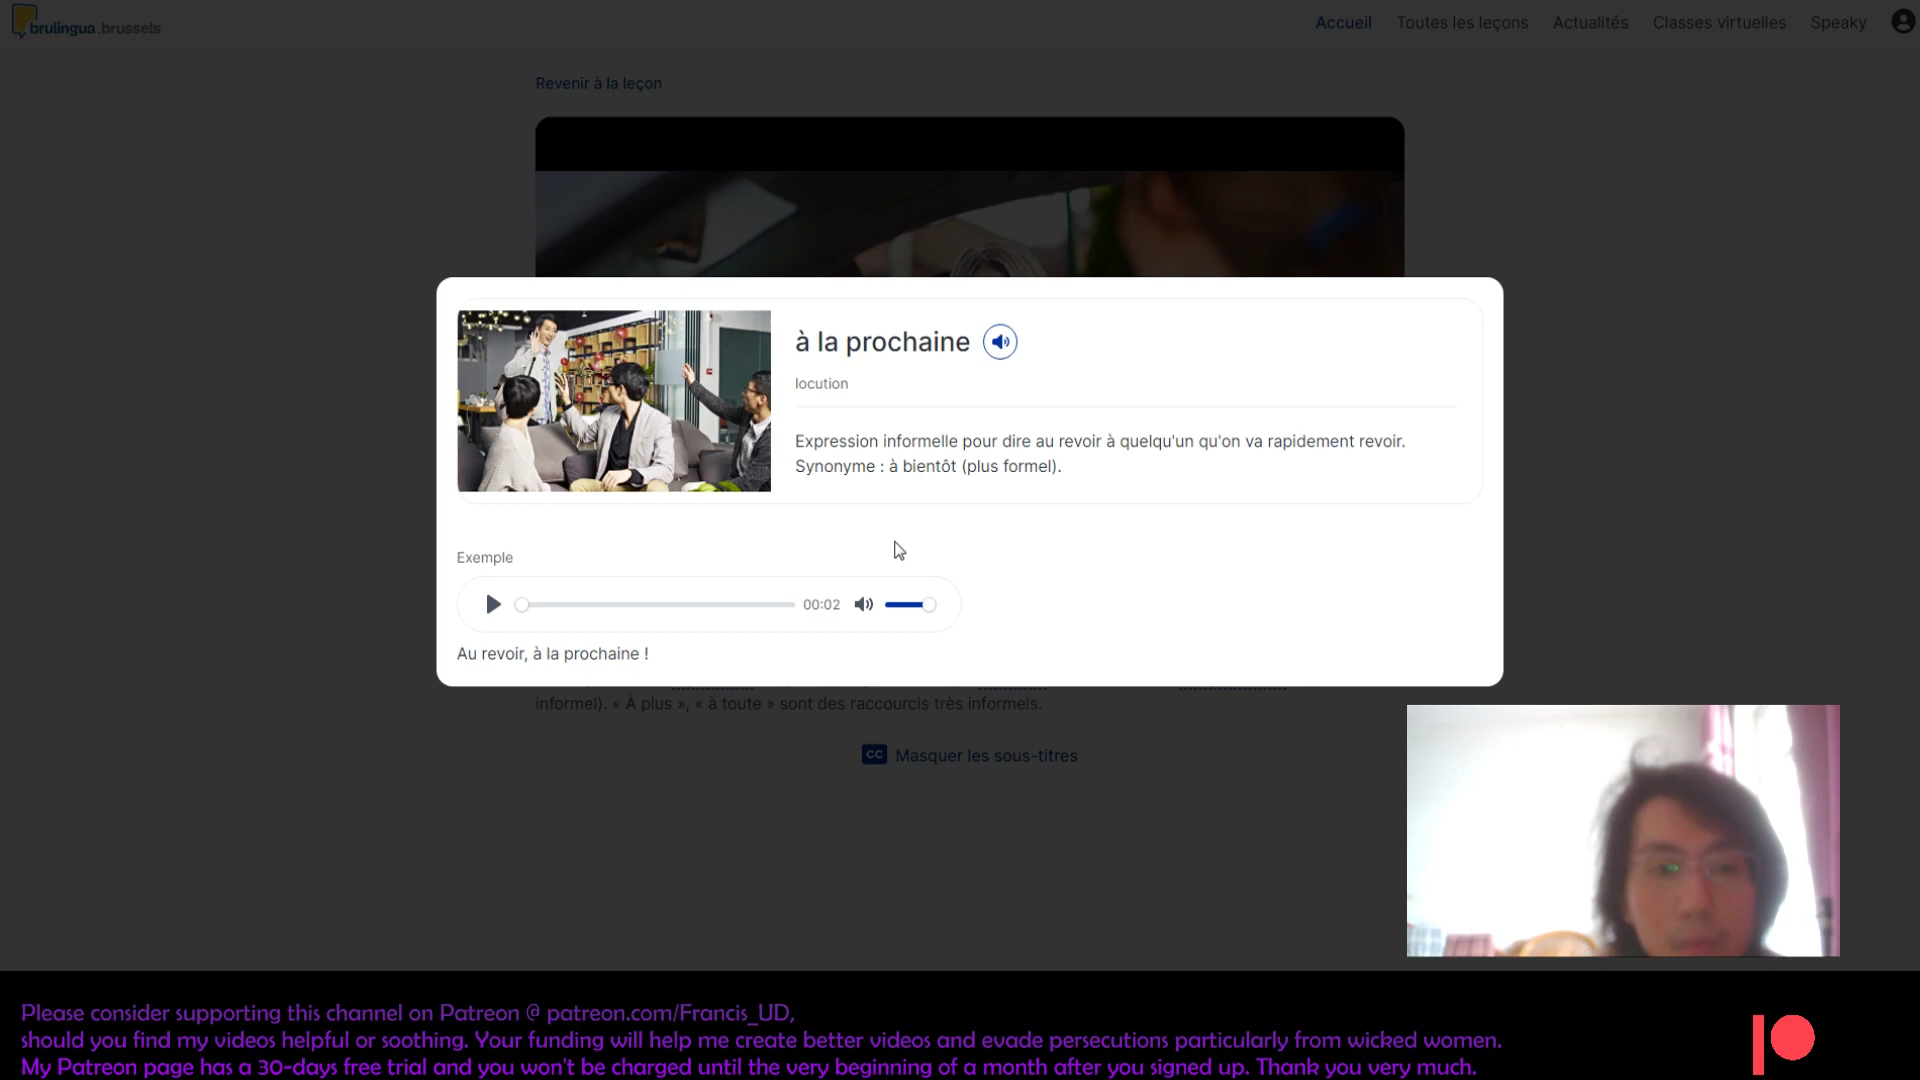 brulingua.brussels
Accueil
Toutes les leçons
Actualités
Classes virtuelles
Speaky
Revenir à la leçon
à la prochaine
locution
Expression informelle pour dire au revoir à quelqu'un qu'on va rapidement revoir.
Synonyme : à bientôt (plus formel).
Exemple
00:02
Au revoir, à la prochaine !
informel). « À plus », « à toute » sont des raccourcis très informels.
CC Masquer les sous-titres
Please consider supporting this channel on Patreon @ patreon.com/Francis_UD,
should you find my videos helpful or soothing. Your funding will help me create better videos and evade persecutions particularly from wicked women.
My Patreon page has a 30-days free trial and you won't be charged until the very beginning of a month after you signed up. Thank you very much.